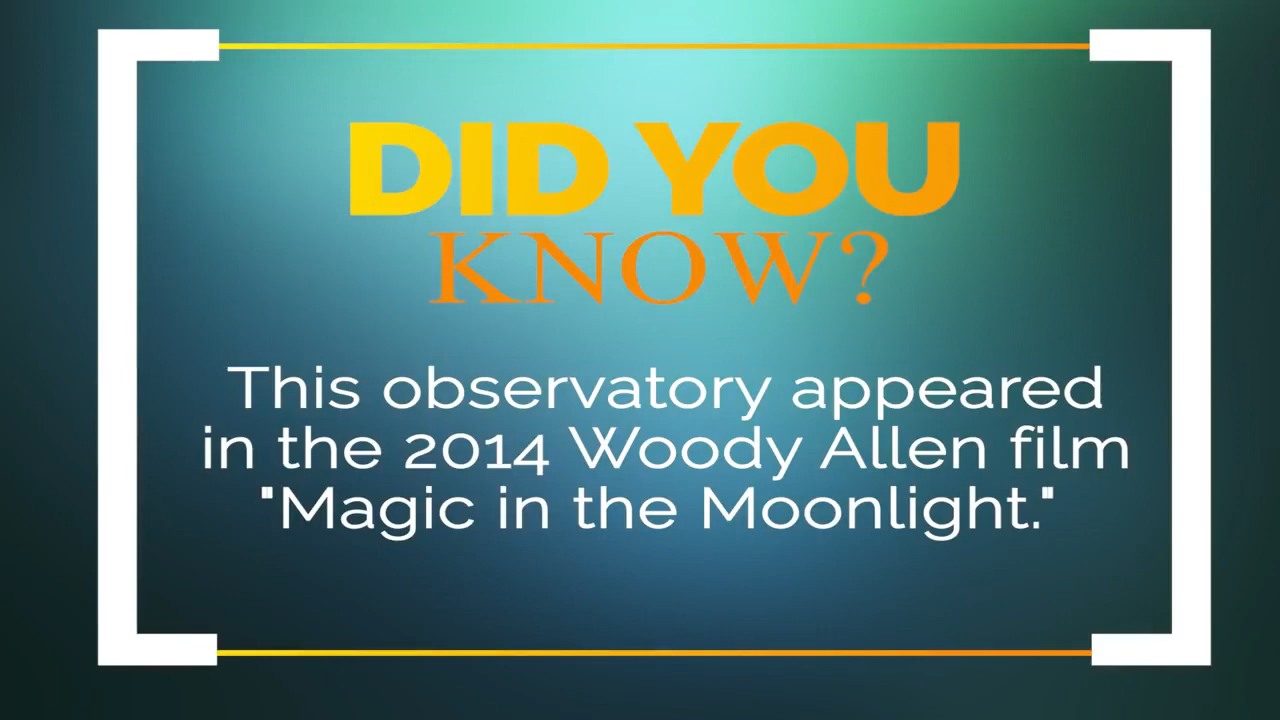 DID YOU
KNOW?
This observatory appeared
in the 2014 Woody Allen film
"Magic in the Moonlight."